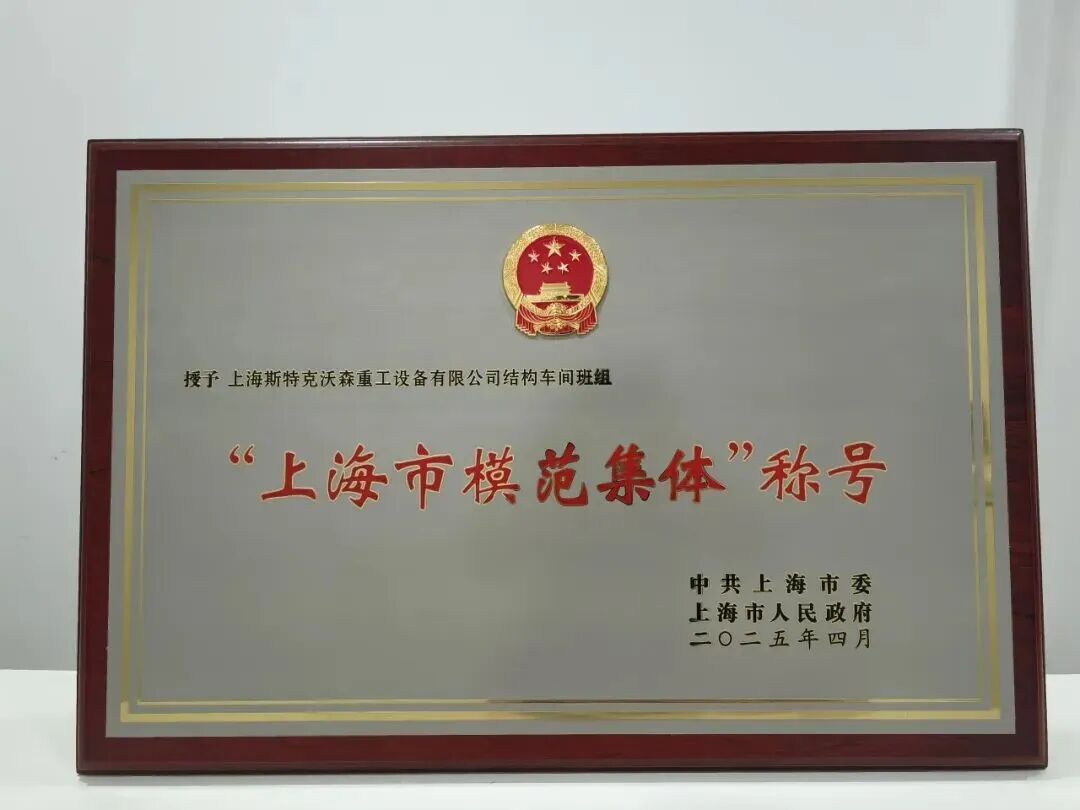 授予 上海斯特克沃森重工设备有限公司结构车间班组
“上海市模范集体”称号
中共上海市委
上海市人民政府
二〇二五年四月